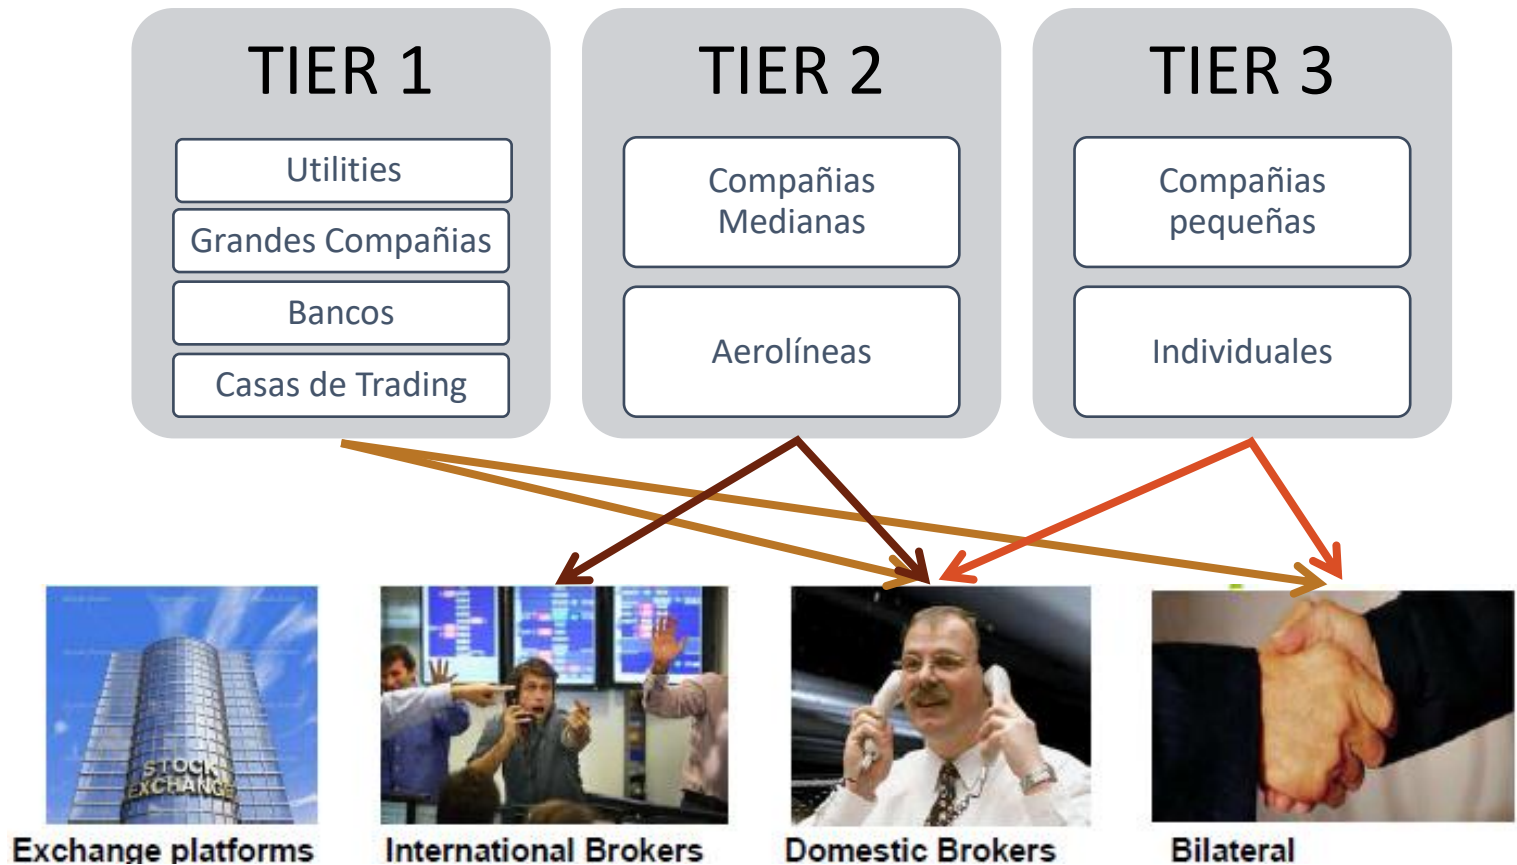 TIER 1
Utilities
Grandes Compañias
Bancos
Casas de Trading
TIER 2
Compañias
Medianas
Aerolíneas
TIER 3
Compañias
pequeñas
Individuales
STOCK
EXCHANGE
Exchange platforms
International Brokers
Domestic Brokers
Bilateral